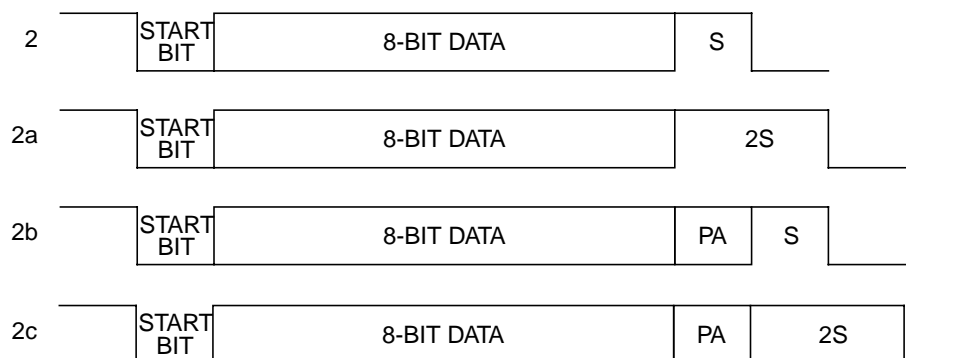 2 START BIT 8-BIT DATA S
2a START BIT 8-BIT DATA 2S
2b START BIT 8-BIT DATA PA S
2c START BIT 8-BIT DATA PA 2S